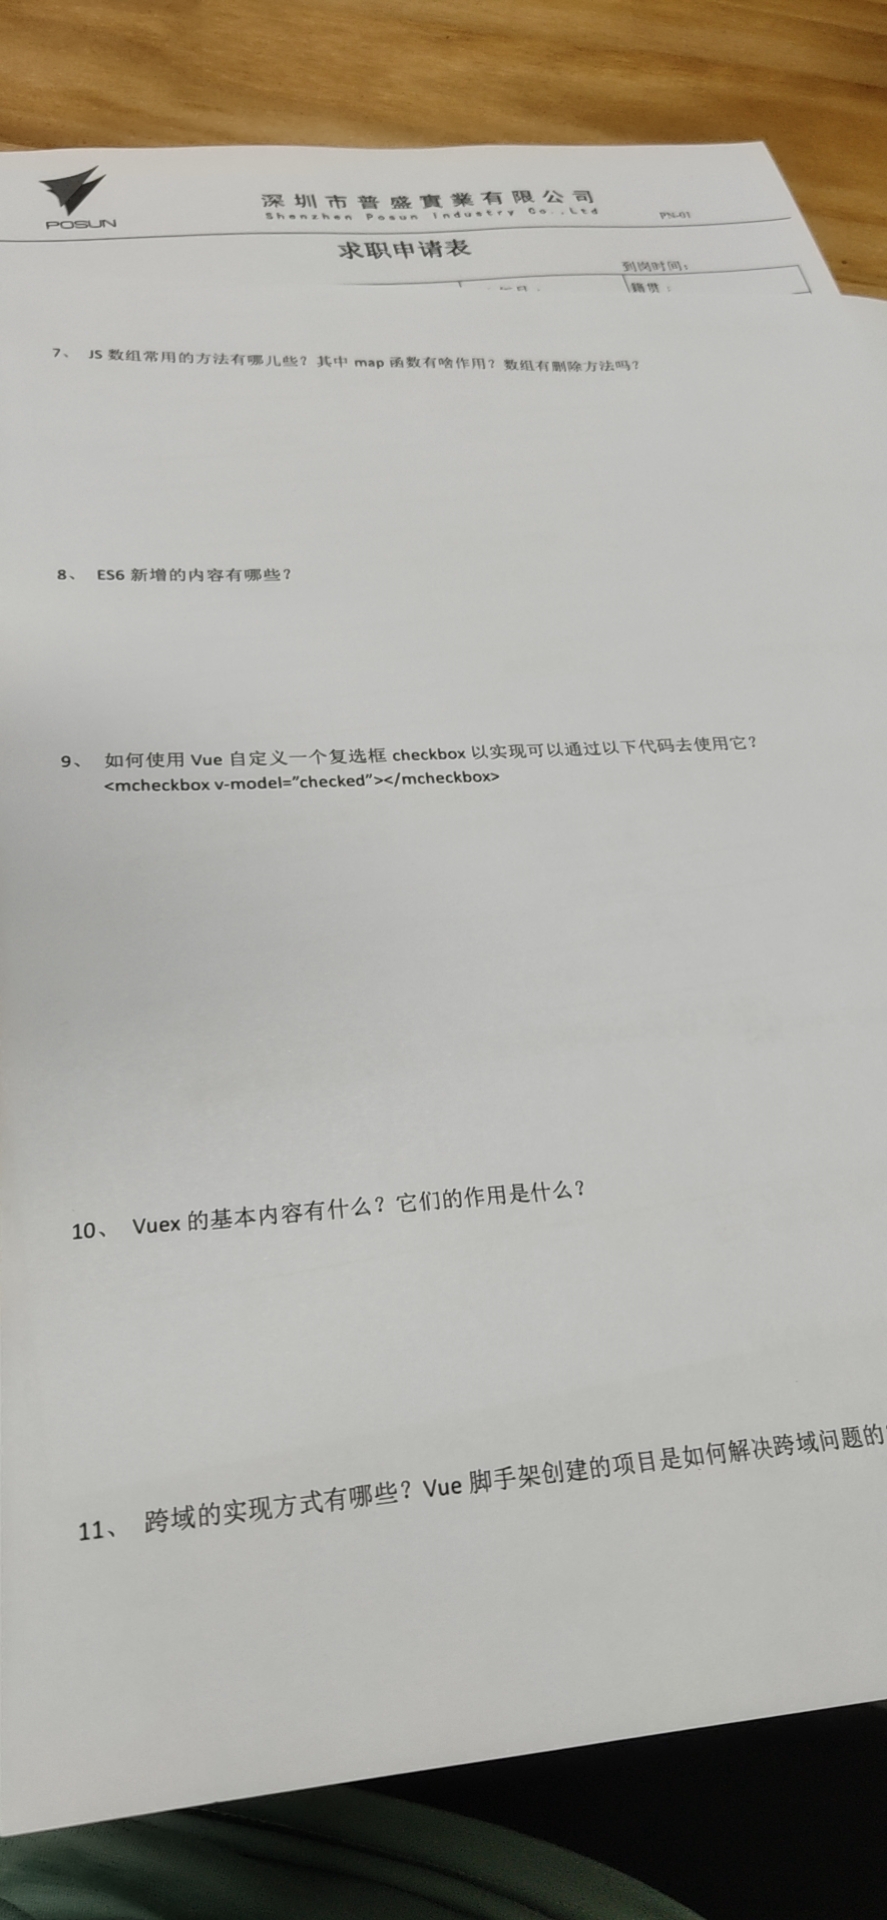 POSUN
深圳市普盛實業有限公司
Shenzhen Posun Industry Co.,Ltd
PN-01
求职申请表
到岗时间：
籍贯：
7、 JS 数组常用的方法有哪儿些？其中 map 函数有啥作用？数组有删除方法吗？
8、 ES6 新增的内容有哪些？
9、 如何使用 Vue 自定义一个复选框 checkbox 以实现可以通过以下代码去使用它？
<mcheckbox v-model=”checked”></mcheckbox>
10、 Vuex 的基本内容有什么？它们的作用是什么？
11、 跨域的实现方式有哪些？Vue 脚手架创建的项目是如何解决跨域问题的